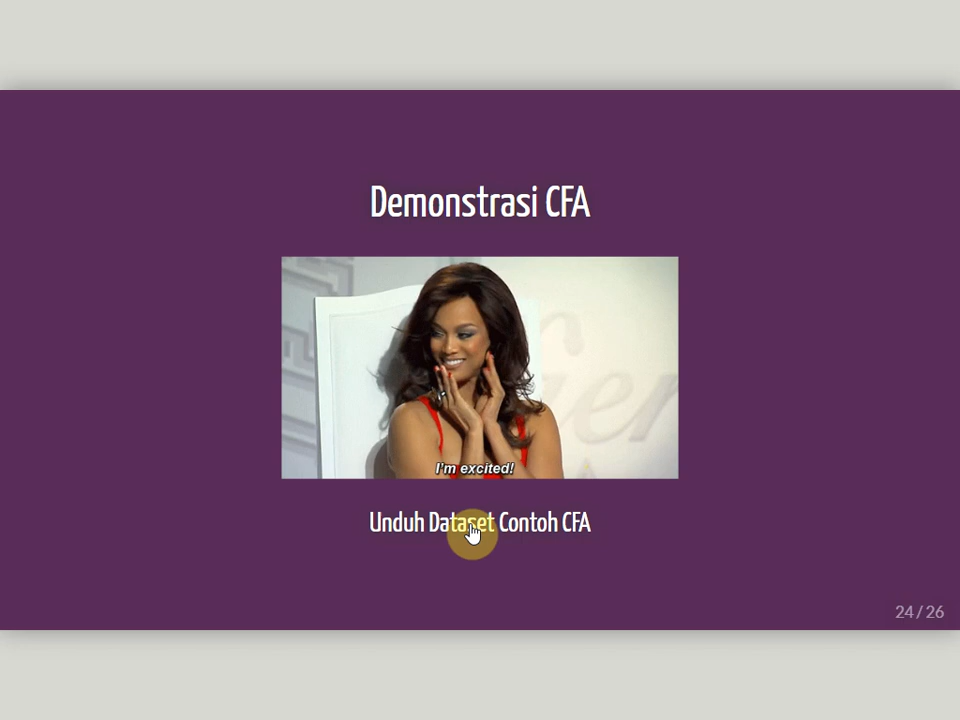 Demonstrasi CFA
I'm excited!
Unduh Dataset Contoh CFA
24 / 26